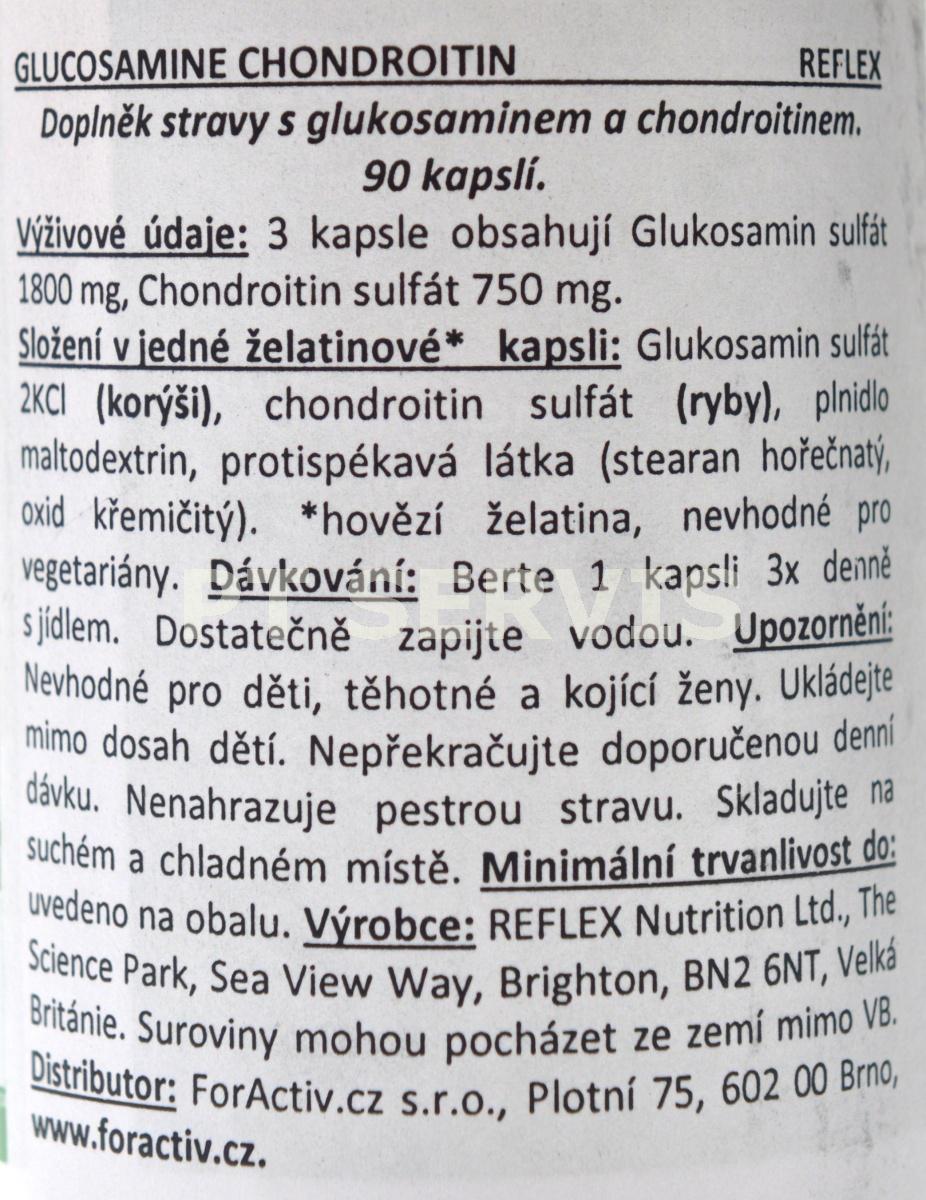 GLUCOSAMINE CHONDROITIN REFLEX
Doplněk stravy s glukosaminem a chondroitinem.
90 kapslí.
Výživové údaje: 3 kapsle obsahují Glukosamin sulfát
1800 mg, Chondroitin sulfát 750 mg.
Složení v jedné želatinové* kapsli: Glukosamin sulfát
2KCl (korýši), chondroitin sulfát (ryby), plnidlo
maltodextrin, protispékavá látka (stearan hořečnatý,
oxid křemičitý). *hovězí želatina, nevhodné pro
vegetariány. Dávkování: Berte 1 kapsli 3x denně
s jídlem. Dostatečně zapijte vodou. Upozornění:
PT SERVIS
Nevhodné pro děti, těhotné a kojící ženy. Ukládejte
mimo dosah dětí. Nepřekračujte doporučenou denní
dávku. Nenahrazuje pestrou stravu. Skladujte na
suchém a chladném místě. Minimální trvanlivost do:
uvedeno na obalu. Výrobce: REFLEX Nutrition Ltd., The
Science Park, Sea View Way, Brighton, BN2 6NT, Velká
Británie. Suroviny mohou pocházet ze zemí mimo VB.
Distributor: ForActiv.cz s.r.o., Plotní 75, 602 00 Brno,
www.foractiv.cz.